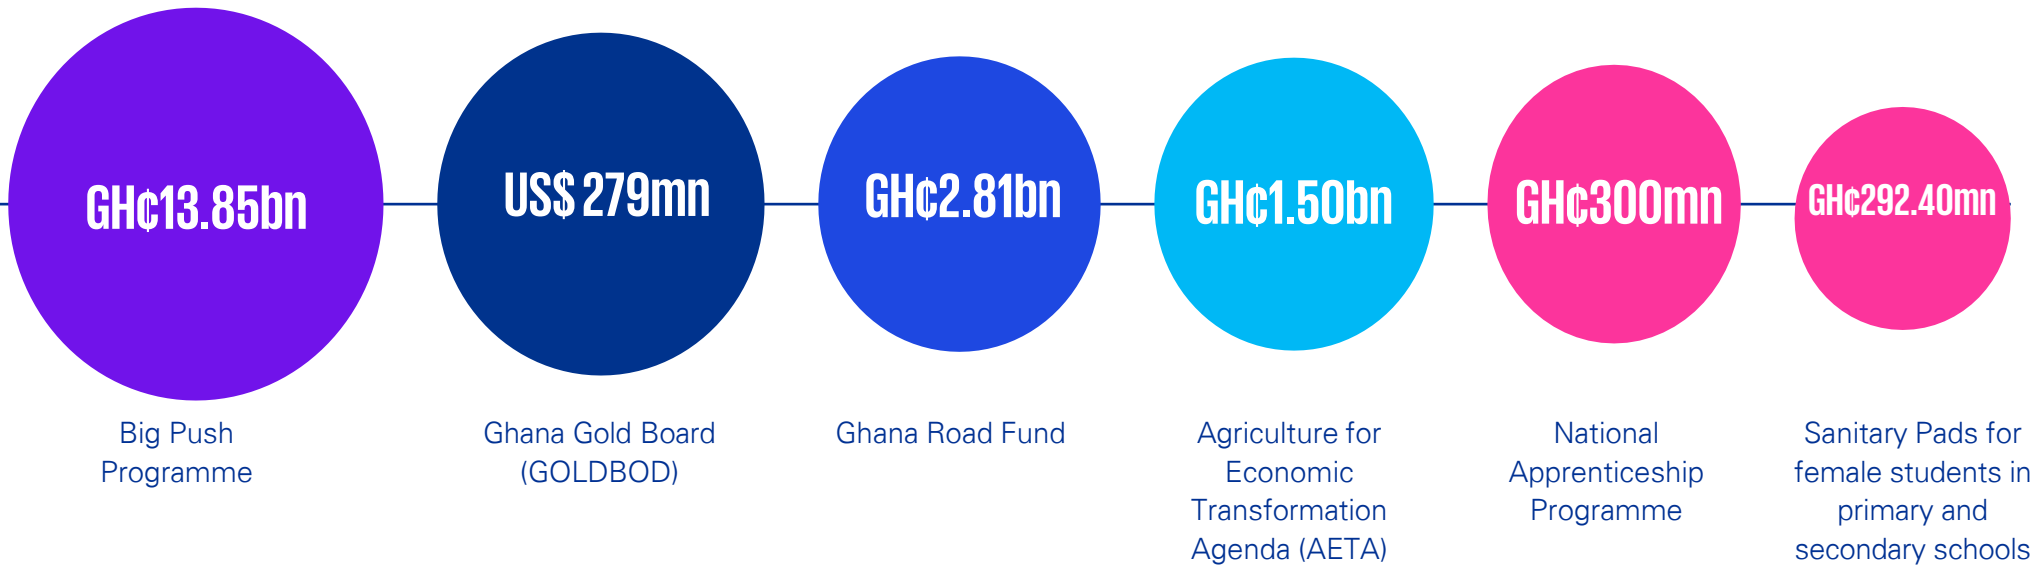 GH₵13.85bn
Big Push
Programme
US$ 279mn
Ghana Gold Board
(GOLDBOD)
GH₵2.81bn
Ghana Road Fund
GH₵1.50bn
Agriculture for
Economic
Transformation
Agenda (AETA)
GH₵300mn
National
Apprenticeship
Programme
GH₵292.40mn
Sanitary Pads for
female students in
primary and
secondary schools